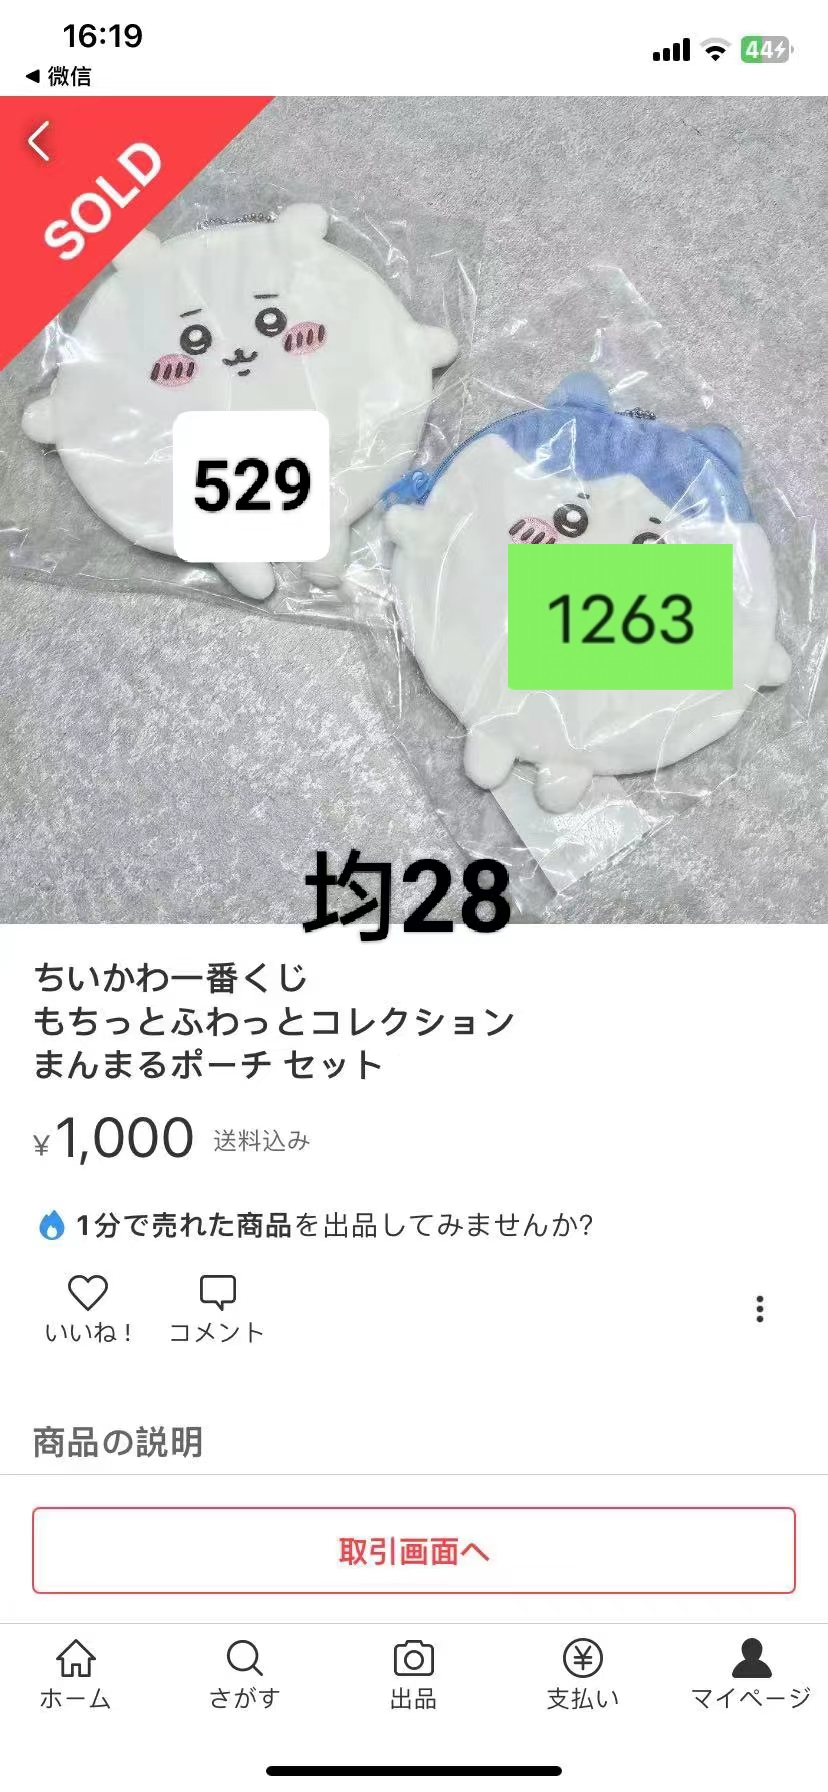 16:19
44
◀ 微信
SOLD
529
1263
均28
ちいかわ一番くじ
もちっとふわっとコレクション
まんまるポーチ セット
¥1,000 送料込み
1分で売れた商品を出品してみませんか?
いいね! コメント
商品の説明
取引画面へ
ホーム さがす 出品 支払い マイページ